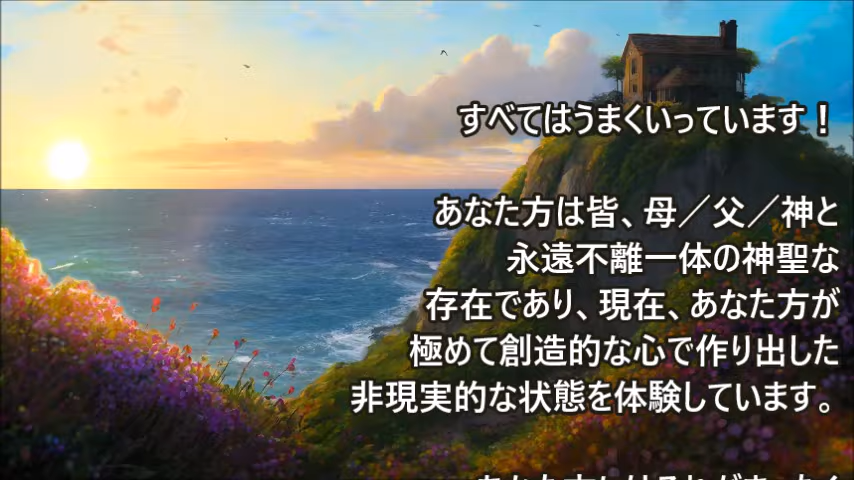 すべてはうまくいっています！
あなた方は皆、母／父／神と
永遠不離一体の神聖な
存在であり、現在、あなた方が
極めて創造的な心で作り出した
非現実的な状態を体験しています。